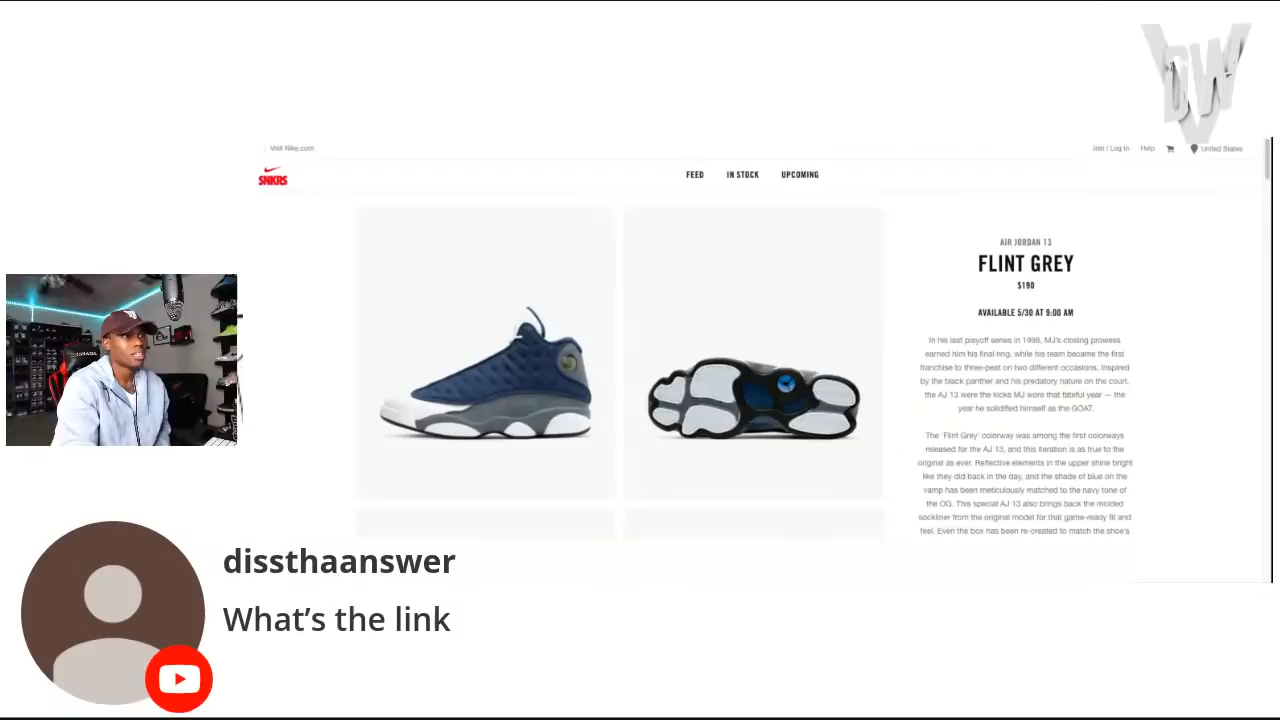 DW
Visit Nike.com
Join / Log In
Help
United States
SNKRS
FEED
IN STOCK
UPCOMING
AIR JORDAN 13
FLINT GREY
$190
AVAILABLE 5/30 AT 9:00 AM
In his last playoff series in 1998, MJ's closing prowess
earned him his final ring, while his team became the first
franchise to three-peat on two different occasions. Inspired
by the black panther and his predatory nature on the court,
the AJ 13 were the kicks MJ wore that fateful year — the
year he solidified himself as the GOAT.
The 'Flint Grey' colorway was among the first colorways
released for the AJ 13, and this iteration is as true to the
original as ever. Reflective elements in the upper shine bright
like they did back in the day, and the shade of blue on the
vamp has been meticulously matched to the navy tone of
the OG. This special AJ 13 also brings back the molded
sockliner from the original model for that game-ready fit and
feel. Even the box has been re-created to match the shoe's
dissthaanswer
What's the link